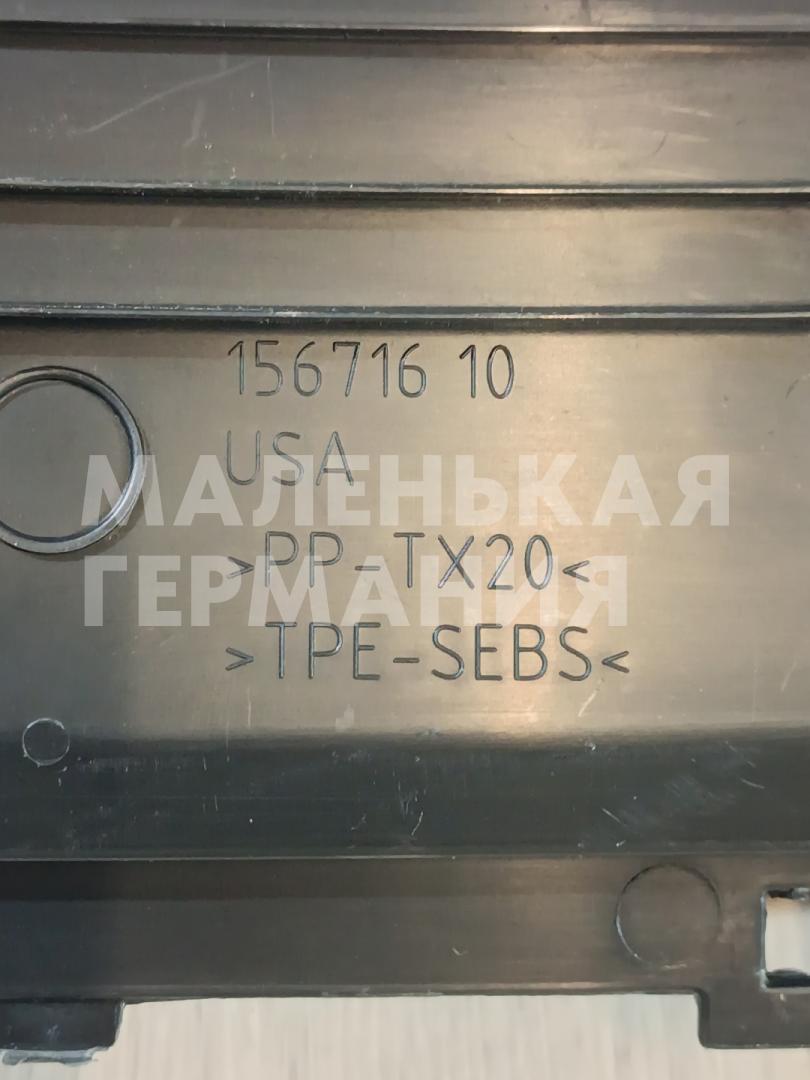 156716 10
USA
МАЛЕНЬКАЯ
>PP-TX20<
ГЕРМАНИЯ
>TPE-SEBS<